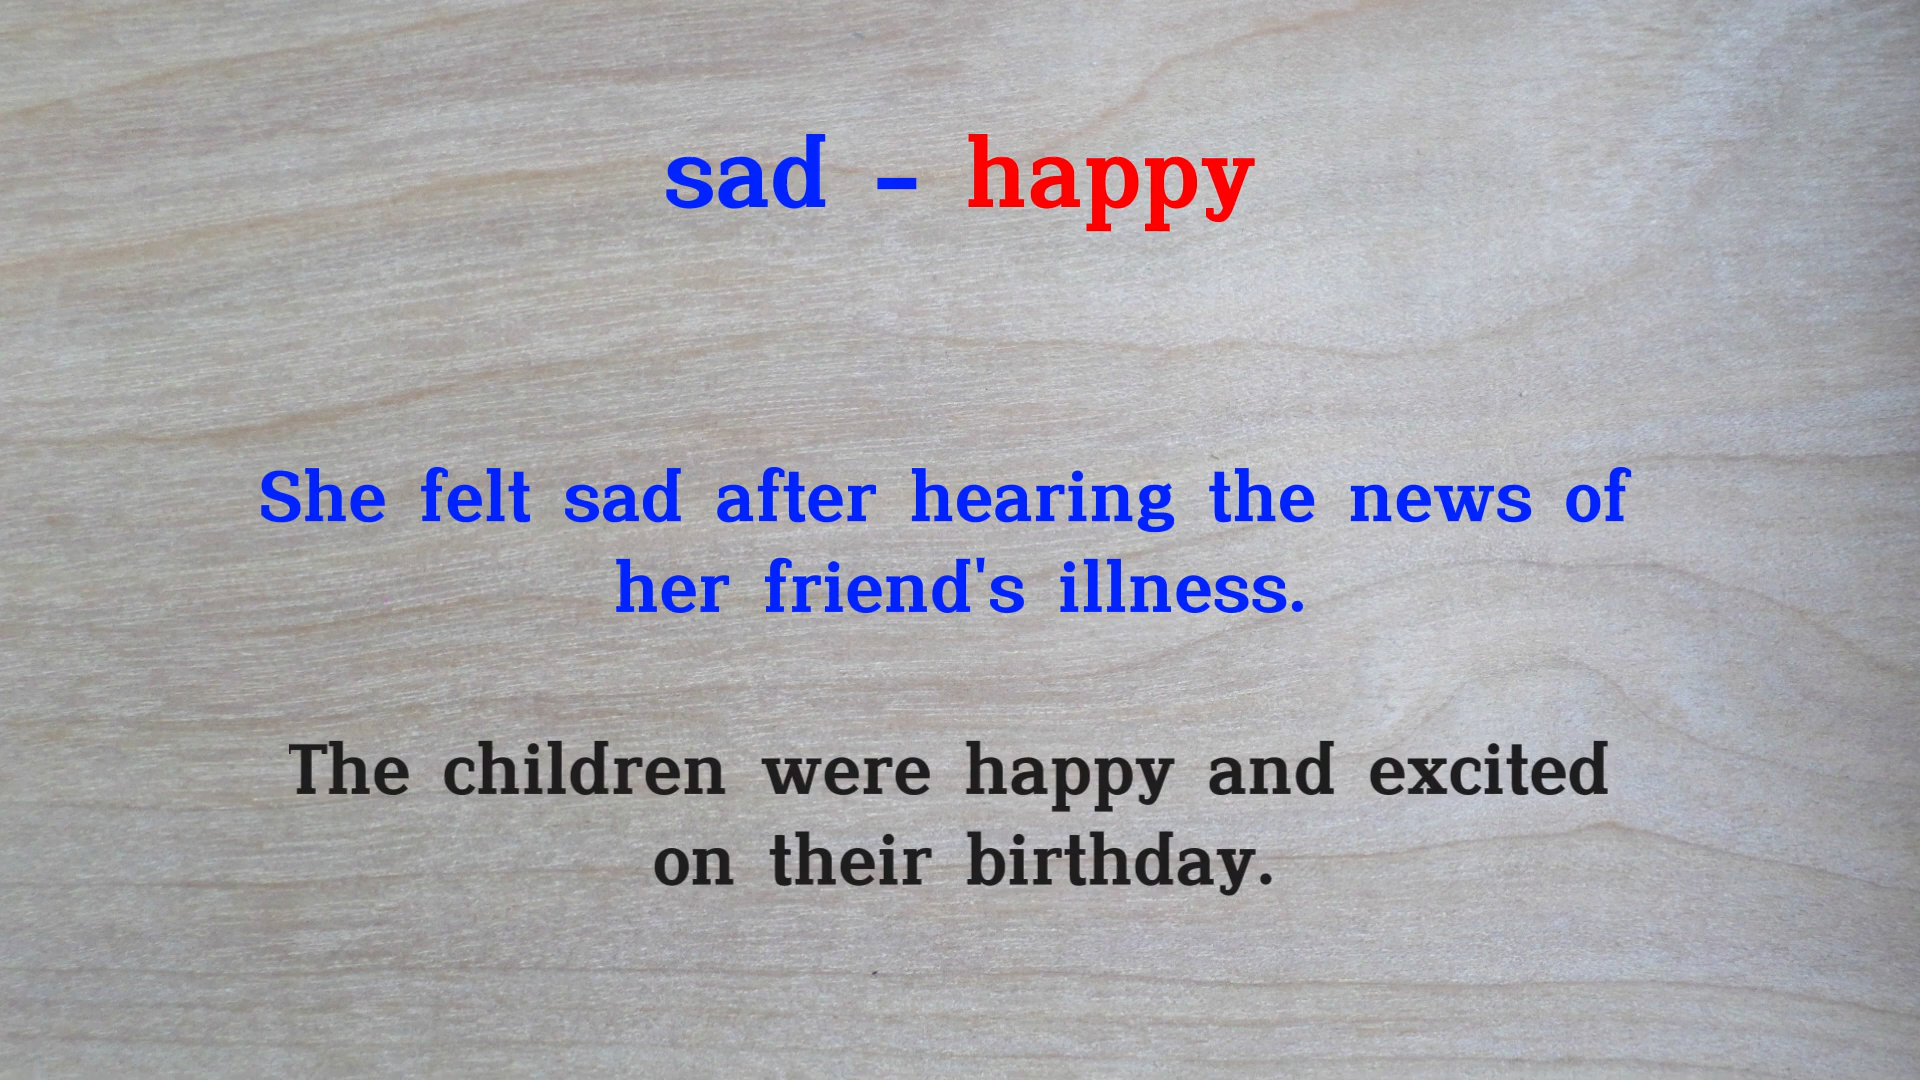 sad - happy
She felt sad after hearing the news of
her friend's illness.
The children were happy and excited
on their birthday.